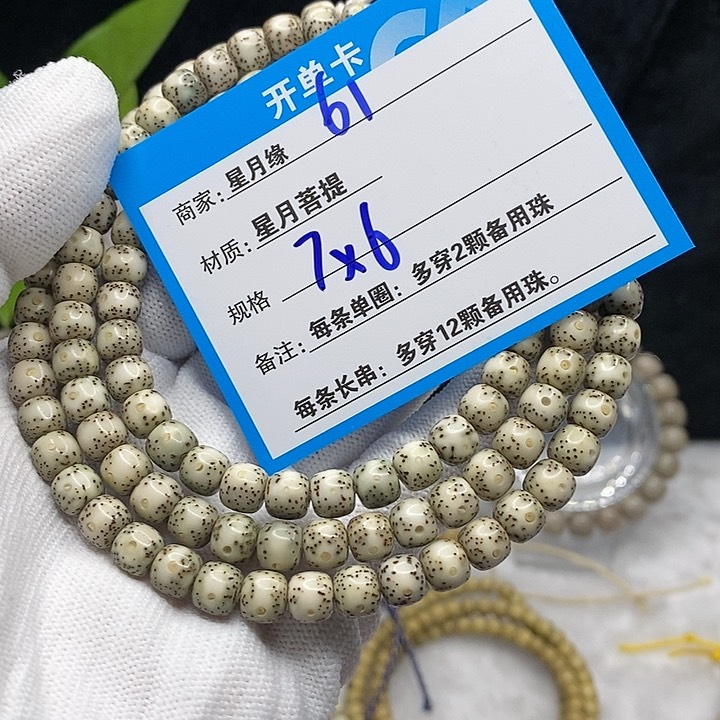 开单卡
61
商家：星月缘
材质：星月菩提
规格 7x6
备注：每条单圈：多穿2颗备用珠
每条长串：多穿12颗备用珠。